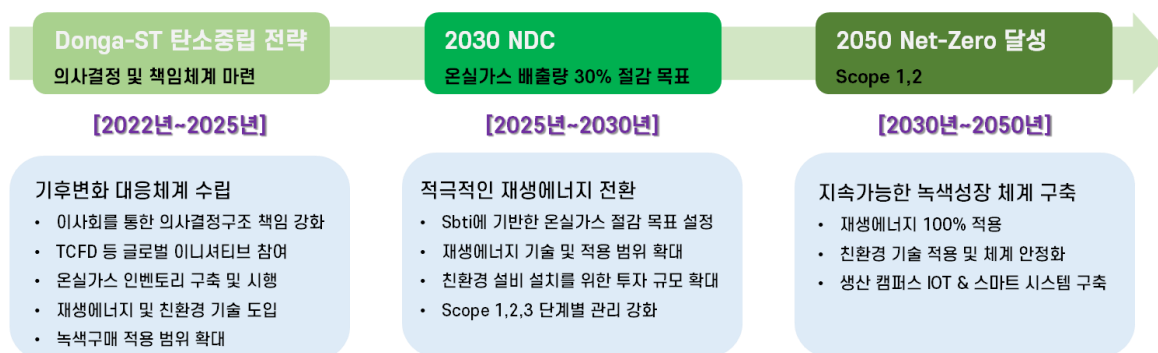 Donga-ST 탄소중립 전략
의사결정 및 책임체계 마련
[2022년~2025년]
기후변화 대응체계 수립
• 이사회를 통한 의사결정구조 책임 강화
• TCFD 등 글로벌 이니셔티브 참여
• 온실가스 인벤토리 구축 및 시행
• 재생에너지 및 친환경 기술 도입
• 녹색구매 적용 범위 확대
2030 NDC
온실가스 배출량 30% 절감 목표
[2025년~2030년]
적극적인 재생에너지 전환
• Sbti에 기반한 온실가스 절감 목표 설정
• 재생에너지 기술 및 적용 범위 확대
• 친환경 설비 설치를 위한 투자 규모 확대
• Scope 1,2,3 단계별 관리 강화
2050 Net-Zero 달성
Scope 1,2
[2030년~2050년]
지속가능한 녹색성장 체계 구축
• 재생에너지 100% 적용
• 친환경 기술 적용 및 체계 안정화
• 생산 캠퍼스 IOT & 스마트 시스템 구축